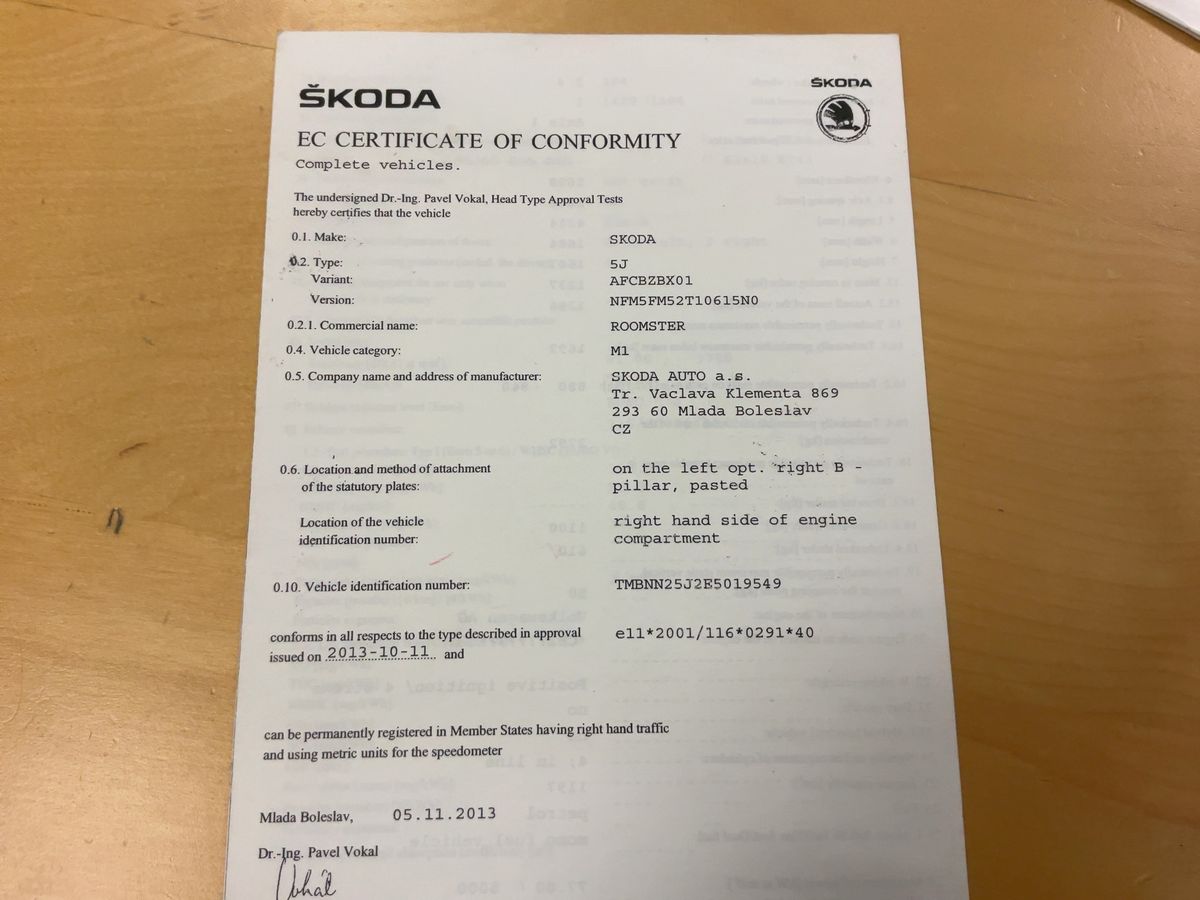 ŠKODA
ŠKODA
EC CERTIFICATE OF CONFORMITY
Complete vehicles.
The undersigned Dr.-Ing. Pavel Vokal, Head Type Approval Tests
hereby certifies that the vehicle
0.1. Make: SKODA
0.2. Type: 5J
Variant: AFCBZBX01
Version: NFM5FM52T10615N0
0.2.1. Commercial name: ROOMSTER
0.4. Vehicle category: M1
0.5. Company name and address of manufacturer: SKODA AUTO a.s.
Tr. Vaclava Klementa 869
293 60 Mlada Boleslav
CZ
0.6. Location and method of attachment on the left opt. right B -
of the statutory plates: pillar, pasted
Location of the vehicle right hand side of engine
identification number: compartment
0.10. Vehicle identification number: TMBNN25J2E5019549
conforms in all respects to the type described in approval e11*2001/116*0291*40
issued on 2013-10-11 and
can be permanently registered in Member States having right hand traffic
and using metric units for the speedometer
Mlada Boleslav, 05.11.2013
Dr.-Ing. Pavel Vokal